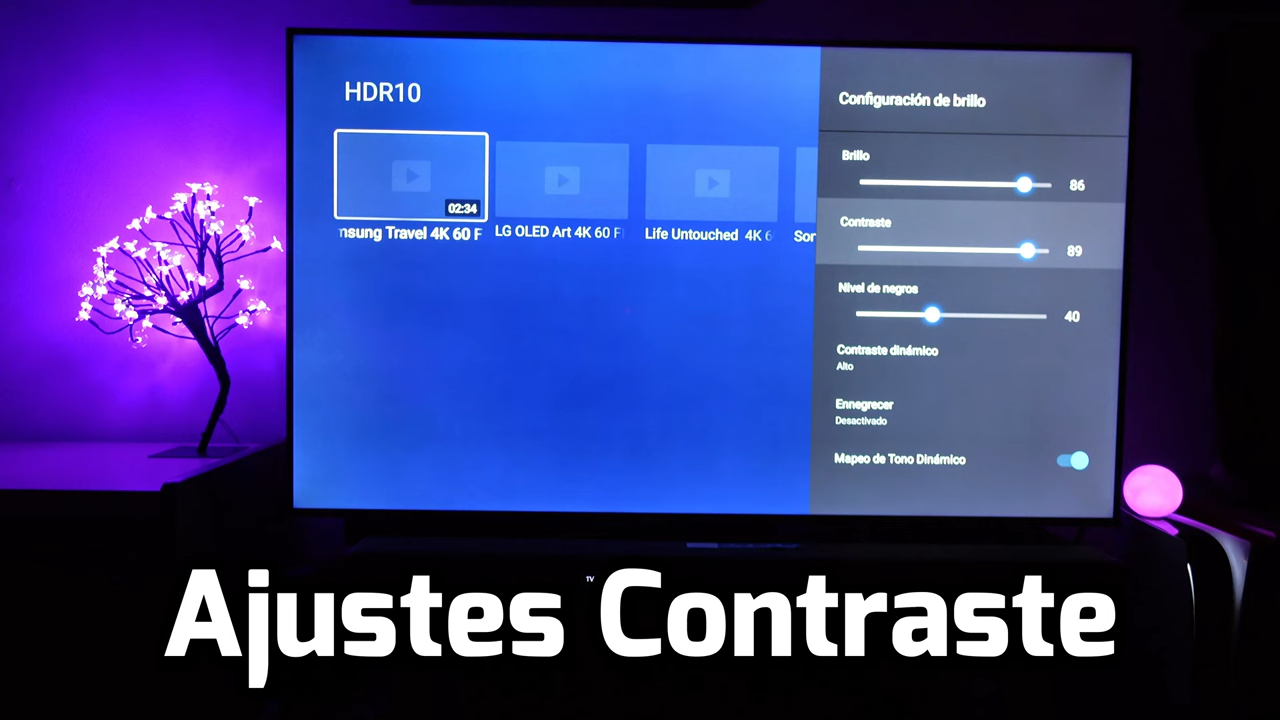 HDR10
02:34
nsung Travel 4K 60 F
LG OLED Art 4K 60 F
Life Untouched 4K 6
Sor
Configuración de brillo
Brillo
86
Contraste
89
Nivel de negros
40
Contraste dinámico
Alto
Ennegrecer
Desactivado
Mapeo de Tono Dinámico
TV
Ajustes Contraste